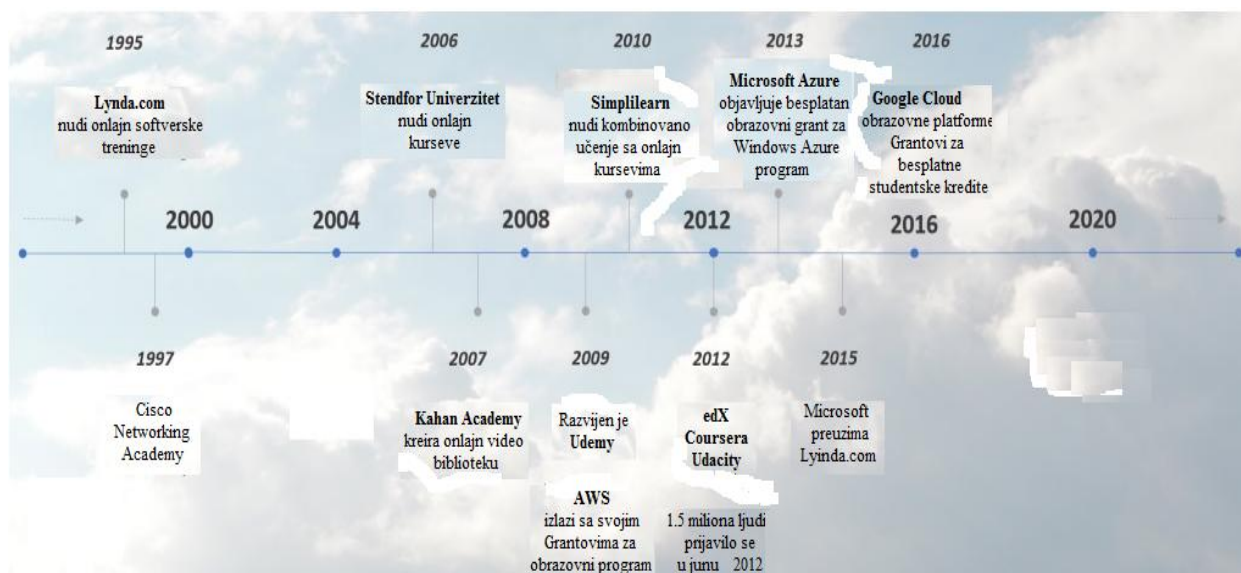 1995
Lynda.com
nudi onlajn softverske
treninge
2006
Stendfor Univerzitet
nudi onlajn
kurseve
2010
Simplilearn
nudi kombinovano
učenje sa onlajn
kursevima
2013
Microsoft Azure
objavljuje besplatan
obrazovni grant za
Windows Azure
program
2016
Google Cloud
obrazovne platforme
Grantovi za
besplatne
studentske kredite
2000
2004
2008
2012
2016
2020
1997
Cisco
Networking
Academy
2007
Kahan Academy
kreira onlajn video
biblioteku
2009
Razvijen je
Udemy
AWS
izlazi sa svojim
Grantovima za
obrazovni program
2012
edX
Coursera
Udacity
1.5 miliona ljudi
prijavilo se
u junu 2012
2015
Microsoft
preuzima
Lyinda.com